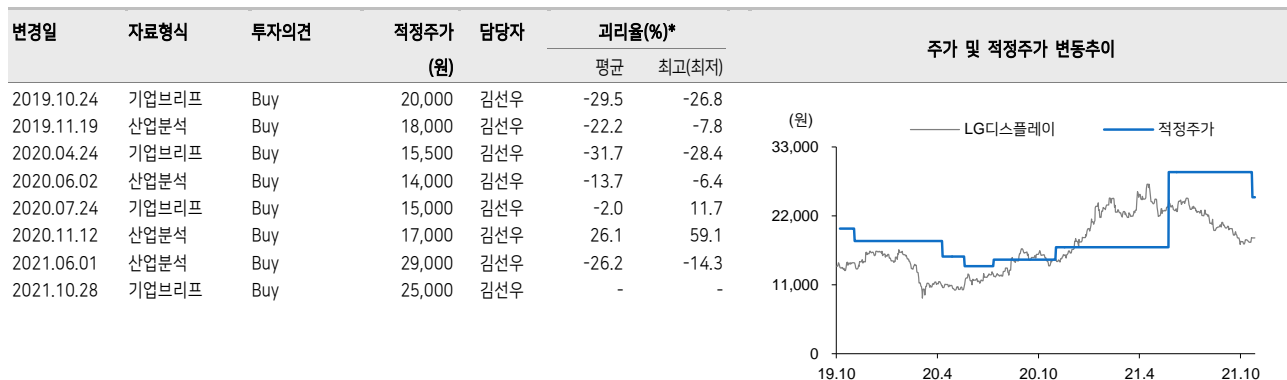 변경일 자료형식 투자의견 적정주가 담당자 괴리율(%)* 주가 및 적정주가 변동추이
(원) 평균 최고(최저)
2019.10.24 기업브리프 Buy 20,000 김선우 -29.5 -26.8
2019.11.19 산업분석 Buy 18,000 김선우 -22.2 -7.8
2020.04.24 기업브리프 Buy 15,500 김선우 -31.7 -28.4
2020.06.02 산업분석 Buy 14,000 김선우 -13.7 -6.4
2020.07.24 기업브리프 Buy 15,000 김선우 -2.0 11.7
2020.11.12 산업분석 Buy 17,000 김선우 26.1 59.1
2021.06.01 산업분석 Buy 29,000 김선우 -26.2 -14.3
2021.10.28 기업브리프 Buy 25,000 김선우 - -
(원) LG디스플레이 적정주가
33,000
22,000
11,000
0
19.10 20.4 20.10 21.4 21.10